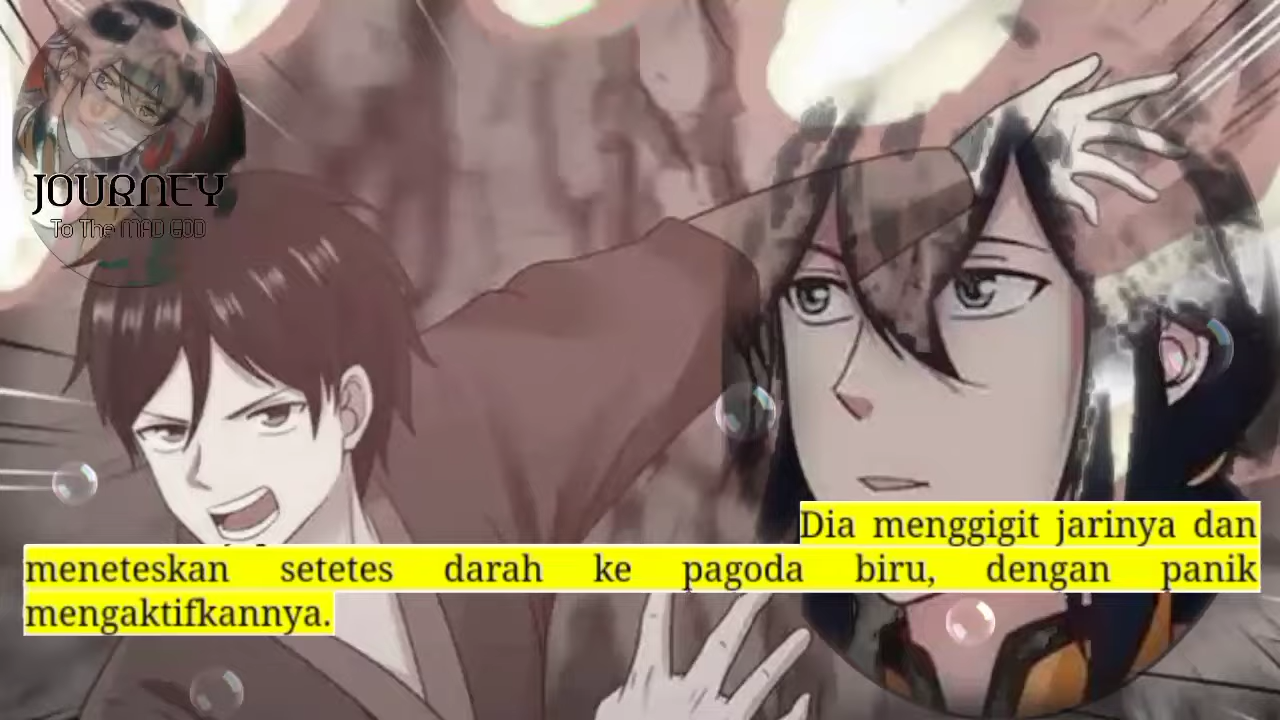 JOURNEY
To The MAD GOD
Dia menggigit jarinya dan
meneteskan setetes darah ke pagoda biru, dengan panik
mengaktifkannya.